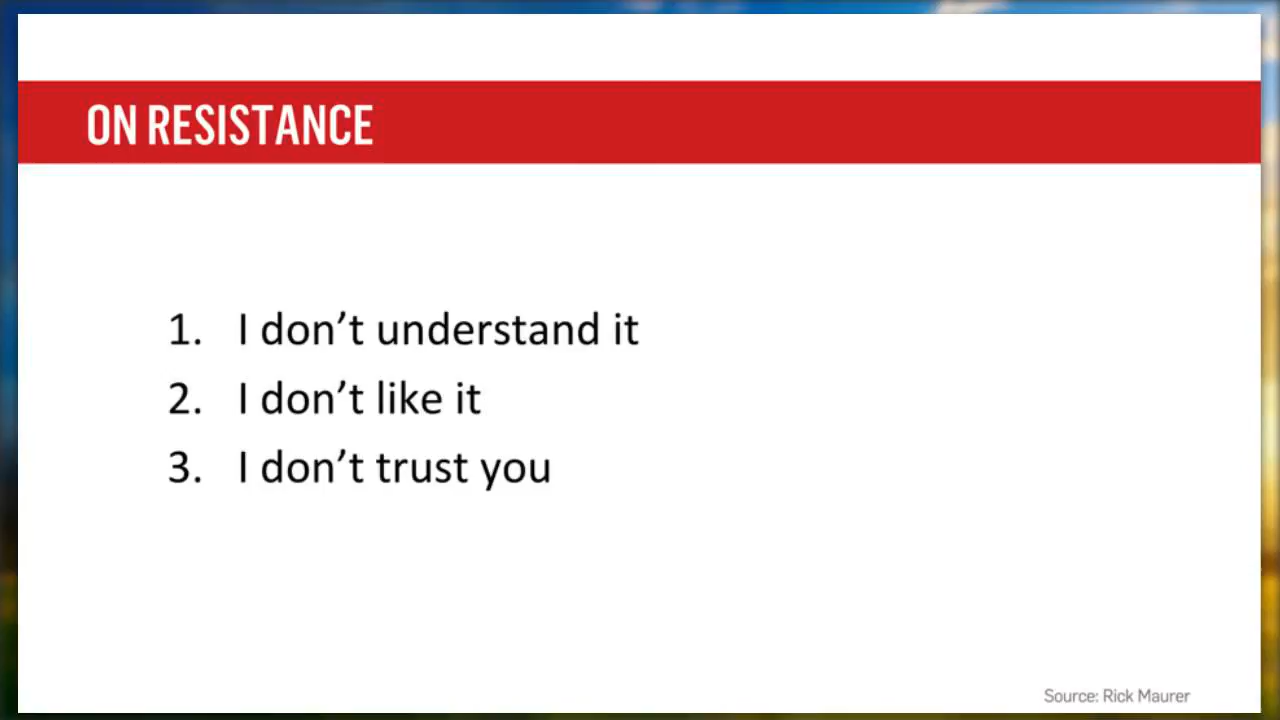 ON RESISTANCE
1. I don’t understand it
2. I don’t like it
3. I don’t trust you
Source: Rick Maurer